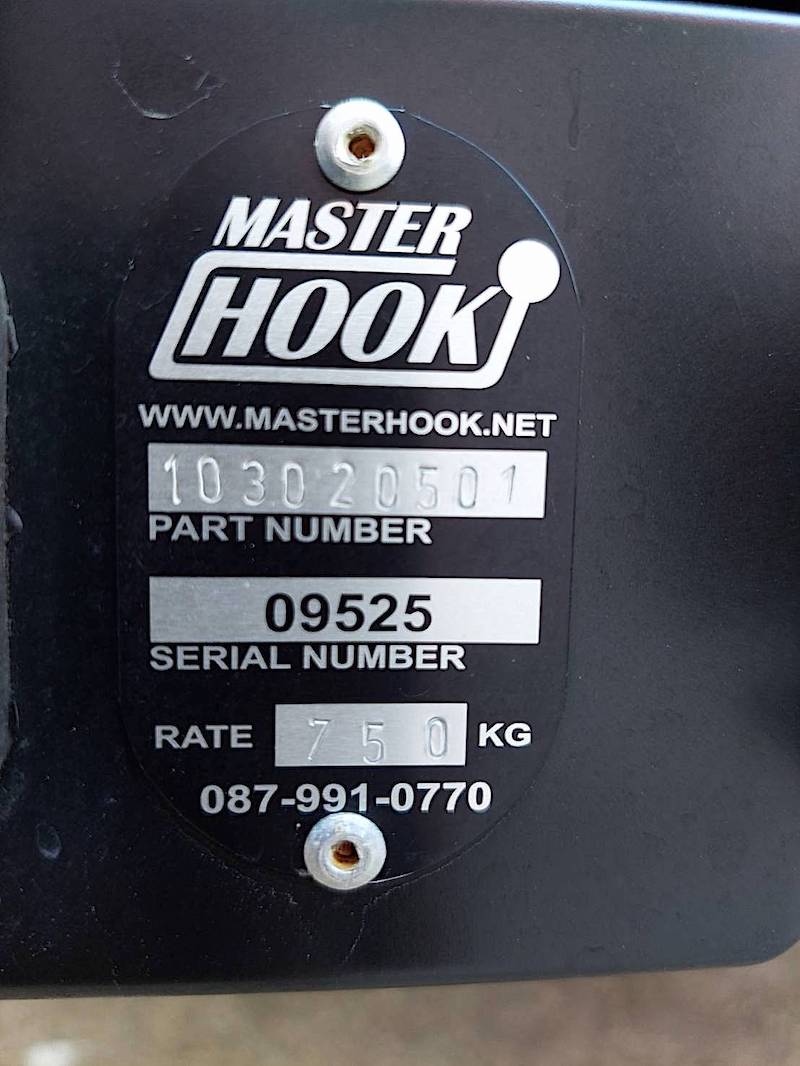 MASTER
HOOK
WWW.MASTERHOOK.NET
103020501
PART NUMBER
09525
SERIAL NUMBER
RATE 750 KG
087-991-0770